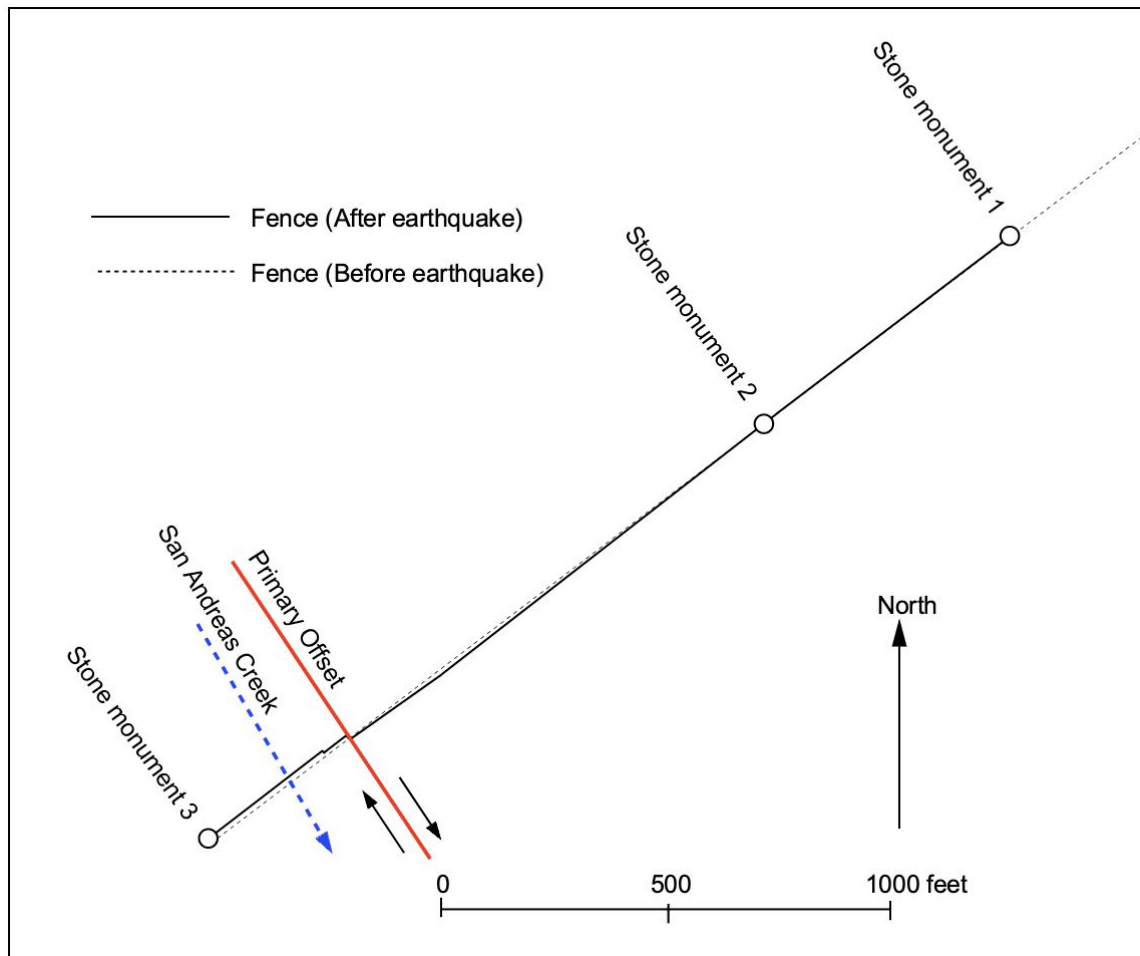 Stone monument 1
Fence (After earthquake)
Stone monument 2
Fence (Before earthquake)
San Andreas Creek
Primary Offset
North
Stone monument 3
0 500 1000 feet